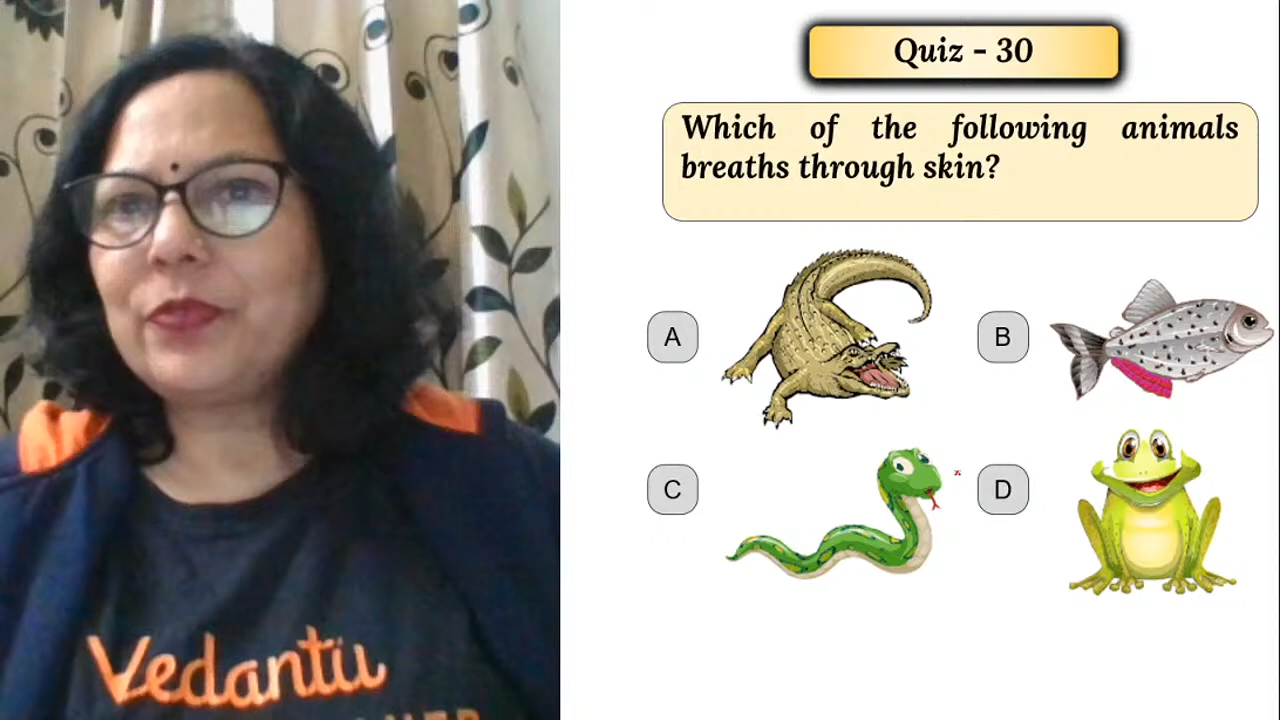 Quiz - 30
Which of the following animals
breaths through skin?
A
B
C
D
Vedantu